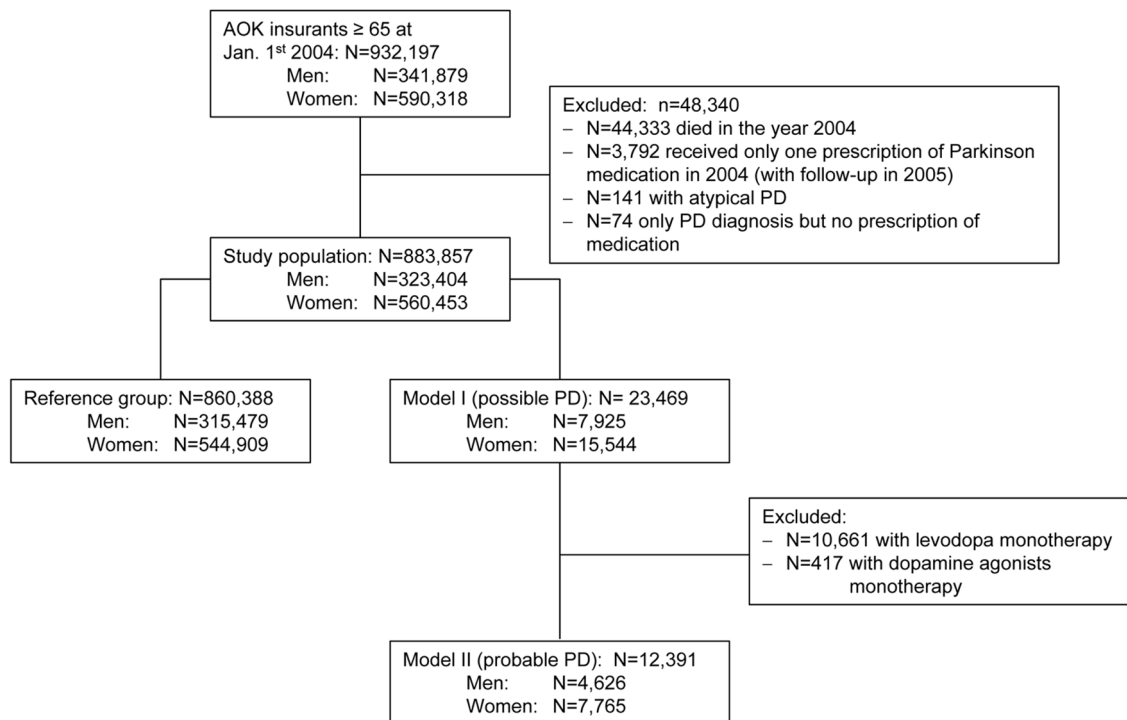 AOK insurants ≥ 65 at
Jan. 1st 2004: N=932,197
Men: N=341,879
Women: N=590,318
Excluded: n=48,340
– N=44,333 died in the year 2004
– N=3,792 received only one prescription of Parkinson
medication in 2004 (with follow-up in 2005)
– N=141 with atypical PD
– N=74 only PD diagnosis but no prescription of
medication
Study population: N=883,857
Men: N=323,404
Women: N=560,453
Reference group: N=860,388
Men: N=315,479
Women: N=544,909
Model I (possible PD): N= 23,469
Men: N=7,925
Women: N=15,544
Excluded:
– N=10,661 with levodopa monotherapy
– N=417 with dopamine agonists
monotherapy
Model II (probable PD): N=12,391
Men: N=4,626
Women: N=7,765